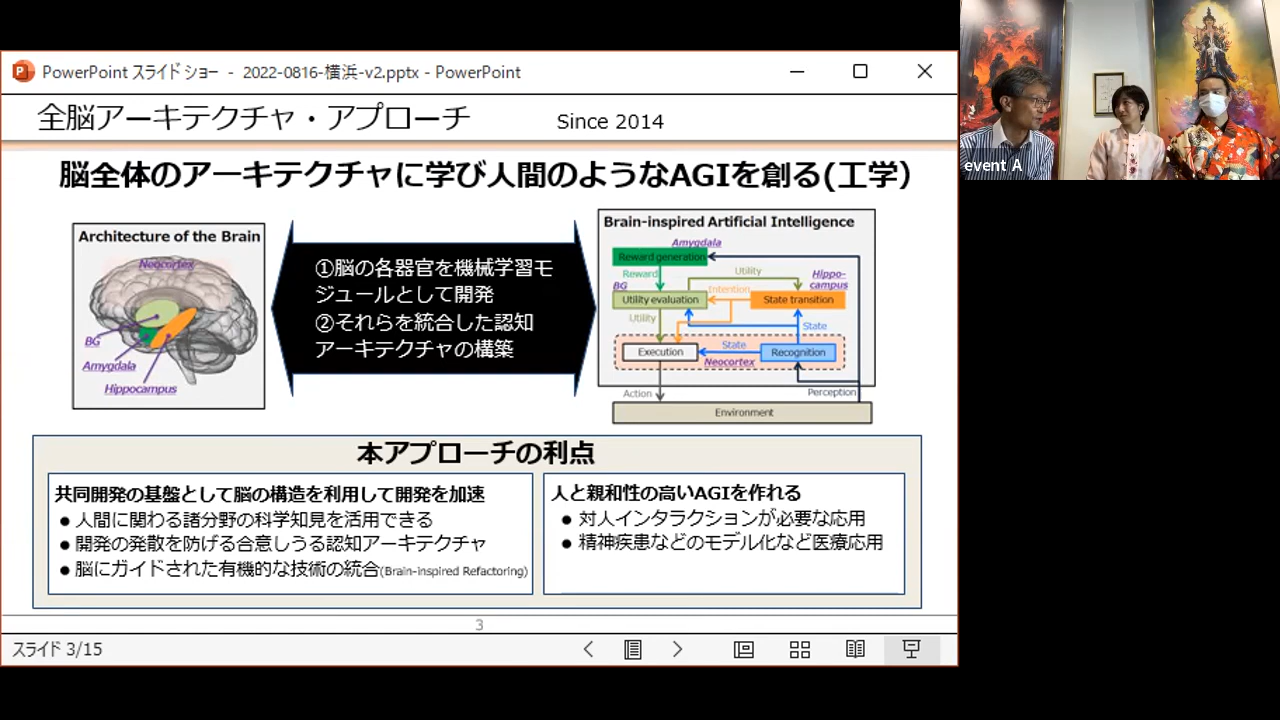 PowerPoint スライド ショー - 2022-0816-横浜-v2.pptx - PowerPoint
全脳アーキテクチャ・アプローチ
Since 2014
脳全体のアーキテクチャに学び人間のようなAGIを創る(工学)
Architecture of the Brain
Neocortex
BG
Amygdala
Hippocampus
①脳の各器官を機械学習モ
ジュールとして開発
②それらを統合した認知
アーキテクチャの構築
Brain-inspired Artificial Intelligence
Amygdala
Reward generation
Reward
Utility
Hippo-
campus
BG
Intention
Utility evaluation
State transition
Utility
State
State
Execution
Recognition
Neocortex
Action
Perception
Environment
本アプローチの利点
共同開発の基盤として脳の構造を利用して開発を加速
● 人間に関わる諸分野の科学知見を活用できる
● 開発の発散を防げる合意しうる認知アーキテクチャ
● 脳にガイドされた有機的な技術の統合(Brain-inspired Refactoring)
人と親和性の高いAGIを作れる
● 対人インタラクションが必要な応用
● 精神疾患などのモデル化など医療応用
3
スライド 3/15
event A